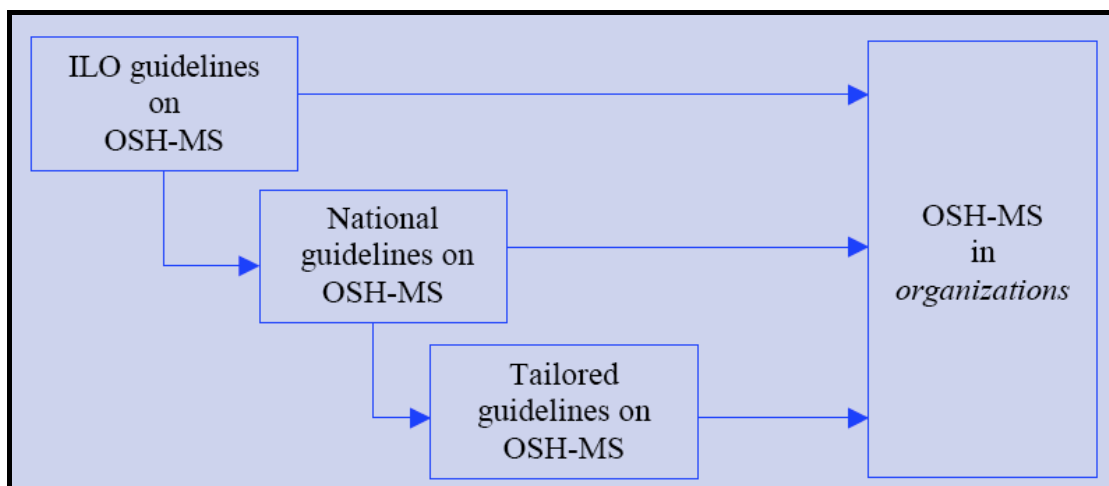 ILO guidelines
on
OSH-MS
National
guidelines on
OSH-MS
Tailored
guidelines on
OSH-MS
OSH-MS
in
organizations